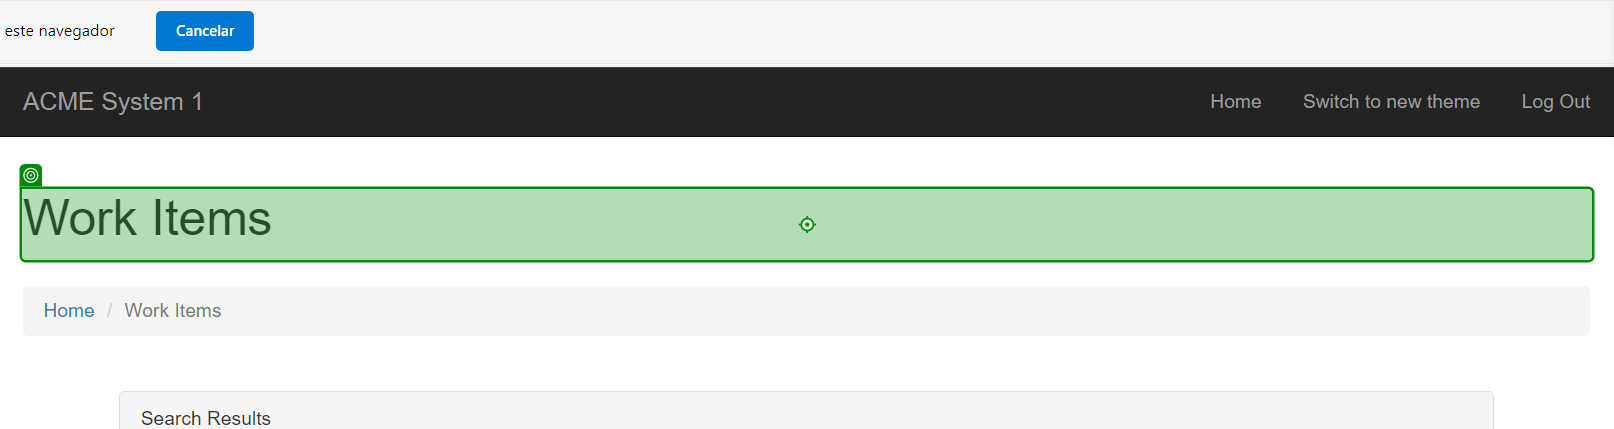 este navegador Cancelar
ACME System 1 Home Switch to new theme Log Out
Work Items
Home / Work Items
Search Results